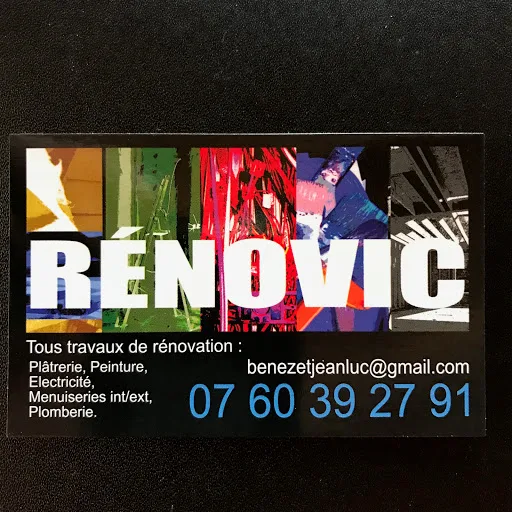 RÉNOVIC
Tous travaux de rénovation :
Plâtrerie, Peinture,
Electricité,
Menuiseries int/ext,
Plomberie.
benezetjeanluc@gmail.com
07 60 39 27 91